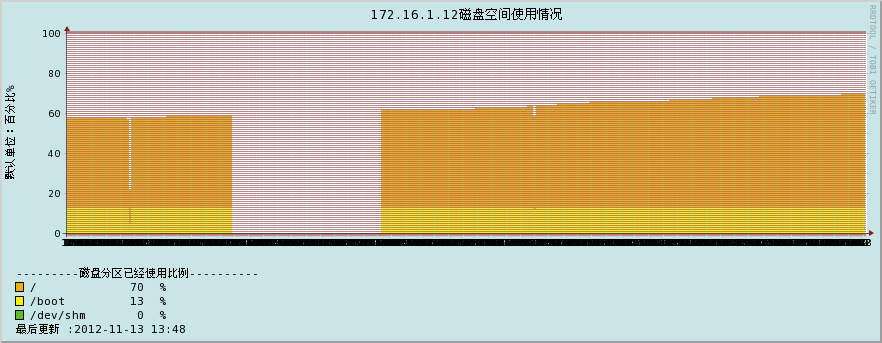 172.16.1.12磁盘空间使用情况
RRDTOOL / TOBI OETIKER
默认单位：百分比%
100
80
60
40
20
0
---------磁盘分区已经使用比例----------
/ 70 %
/boot 13 %
/dev/shm 0 %
最后更新 :2012-11-13 13:48